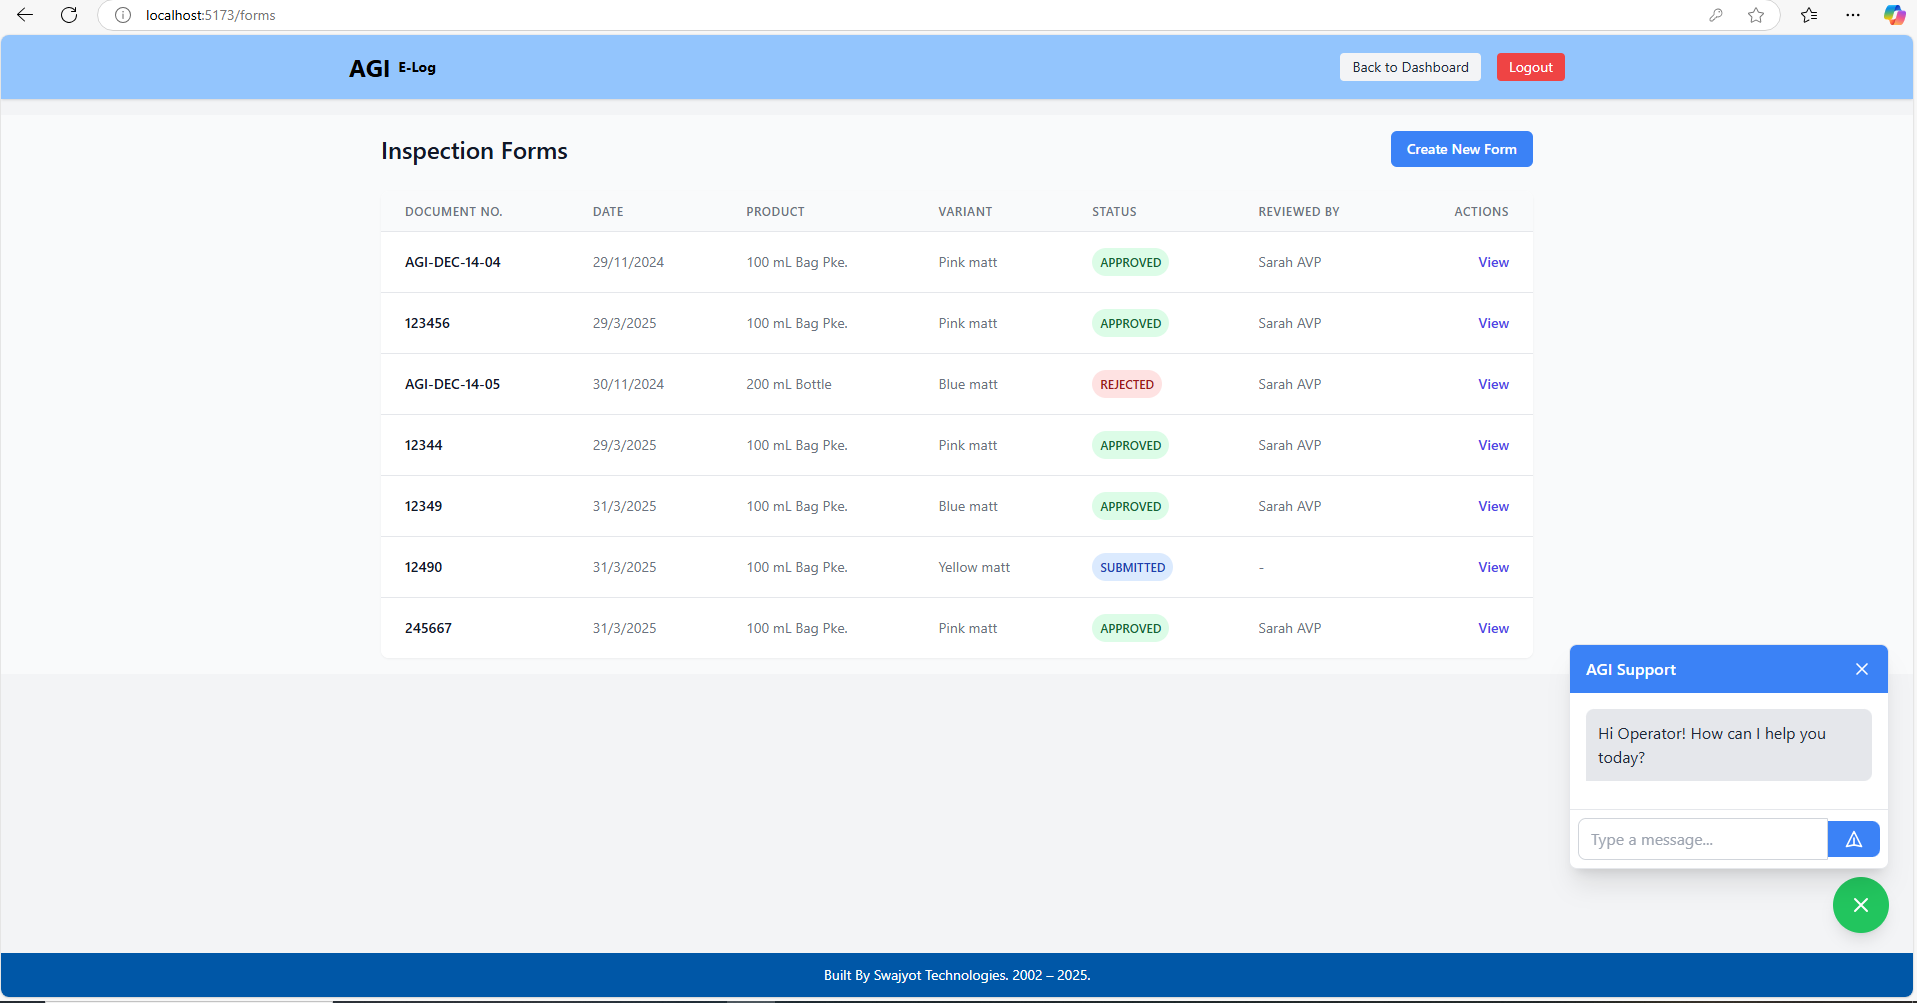 localhost:5173/forms
AGI E-Log
Back to Dashboard
Logout
Inspection Forms
Create New Form
DOCUMENT NO. DATE PRODUCT VARIANT STATUS REVIEWED BY ACTIONS
AGI-DEC-14-04 29/11/2024 100 mL Bag Pke. Pink matt APPROVED Sarah AVP View
123456 29/3/2025 100 mL Bag Pke. Pink matt APPROVED Sarah AVP View
AGI-DEC-14-05 30/11/2024 200 mL Bottle Blue matt REJECTED Sarah AVP View
12344 29/3/2025 100 mL Bag Pke. Pink matt APPROVED Sarah AVP View
12349 31/3/2025 100 mL Bag Pke. Blue matt APPROVED Sarah AVP View
12490 31/3/2025 100 mL Bag Pke. Yellow matt SUBMITTED - View
245667 31/3/2025 100 mL Bag Pke. Pink matt APPROVED Sarah AVP View
AGI Support
Hi Operator! How can I help you
today?
Type a message...
Built By Swajyot Technologies. 2002 – 2025.